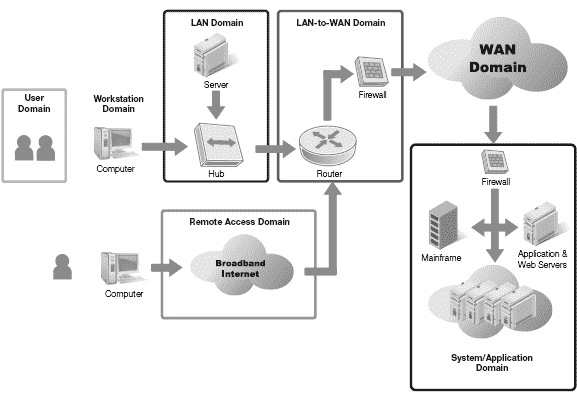 LAN Domain
LAN-to-WAN Domain
WAN
Domain
Server
Firewall
User
Domain
Workstation
Domain
Computer
Hub
Router
Firewall
Mainframe
Application &
Web Servers
Remote Access Domain
Broadband
Internet
Computer
System/Application
Domain